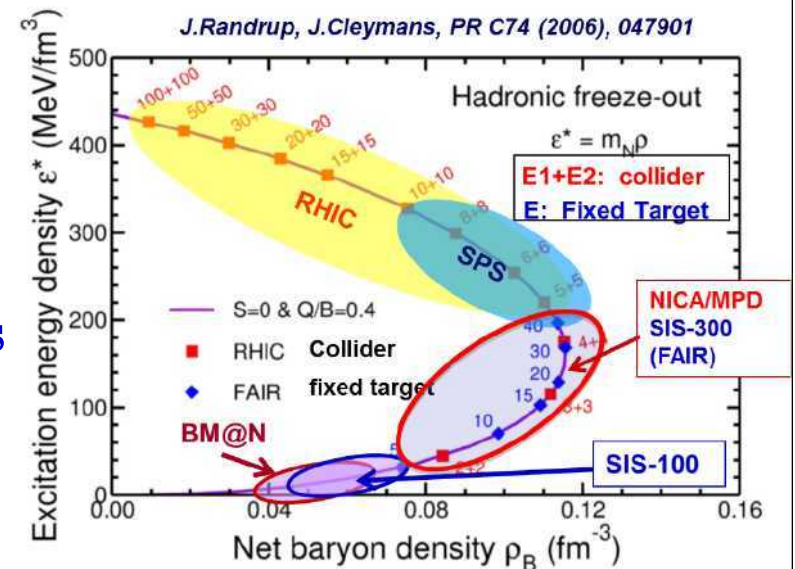 J.Randrup, J.Cleymans, PR C74 (2006), 047901
Excitation energy density ε* (MeV/fm³)
500
400
300
200
100
0
100+100
50+50
30+30
20+20
15+15
10+10
8+8
6+6
5+5
Hadronic freeze-out
ε* = m_Nρ
E1+E2: collider
E: Fixed Target
RHIC
SPS
S=0 & Q/B=0.4
RHIC Collider
FAIR fixed target
NICA/MPD
SIS-300
(FAIR)
40
30
20
15
10
5
4+
3+3
2+2
BM@N
SIS-100
0.00 0.04 0.08 0.12 0.16
Net baryon density ρ_B (fm⁻³)